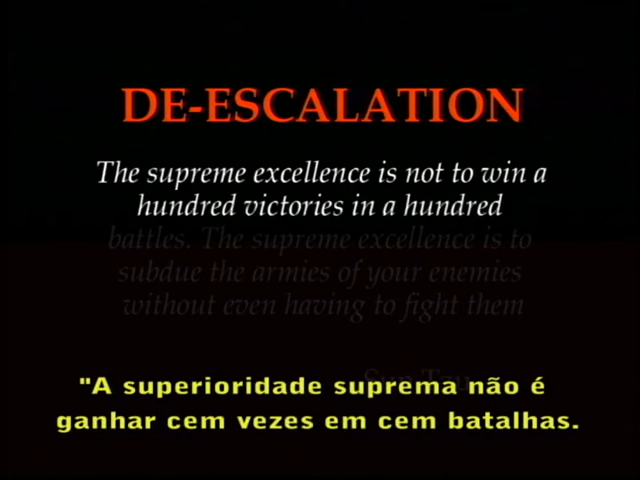 DE-ESCALATION
The supreme excellence is not to win a
hundred victories in a hundred
battles. The supreme excellence is to
subdue the armies of your enemies
without even having to fight them
Sun Tzu
"A superioridade suprema não é
ganhar cem vezes em cem batalhas.